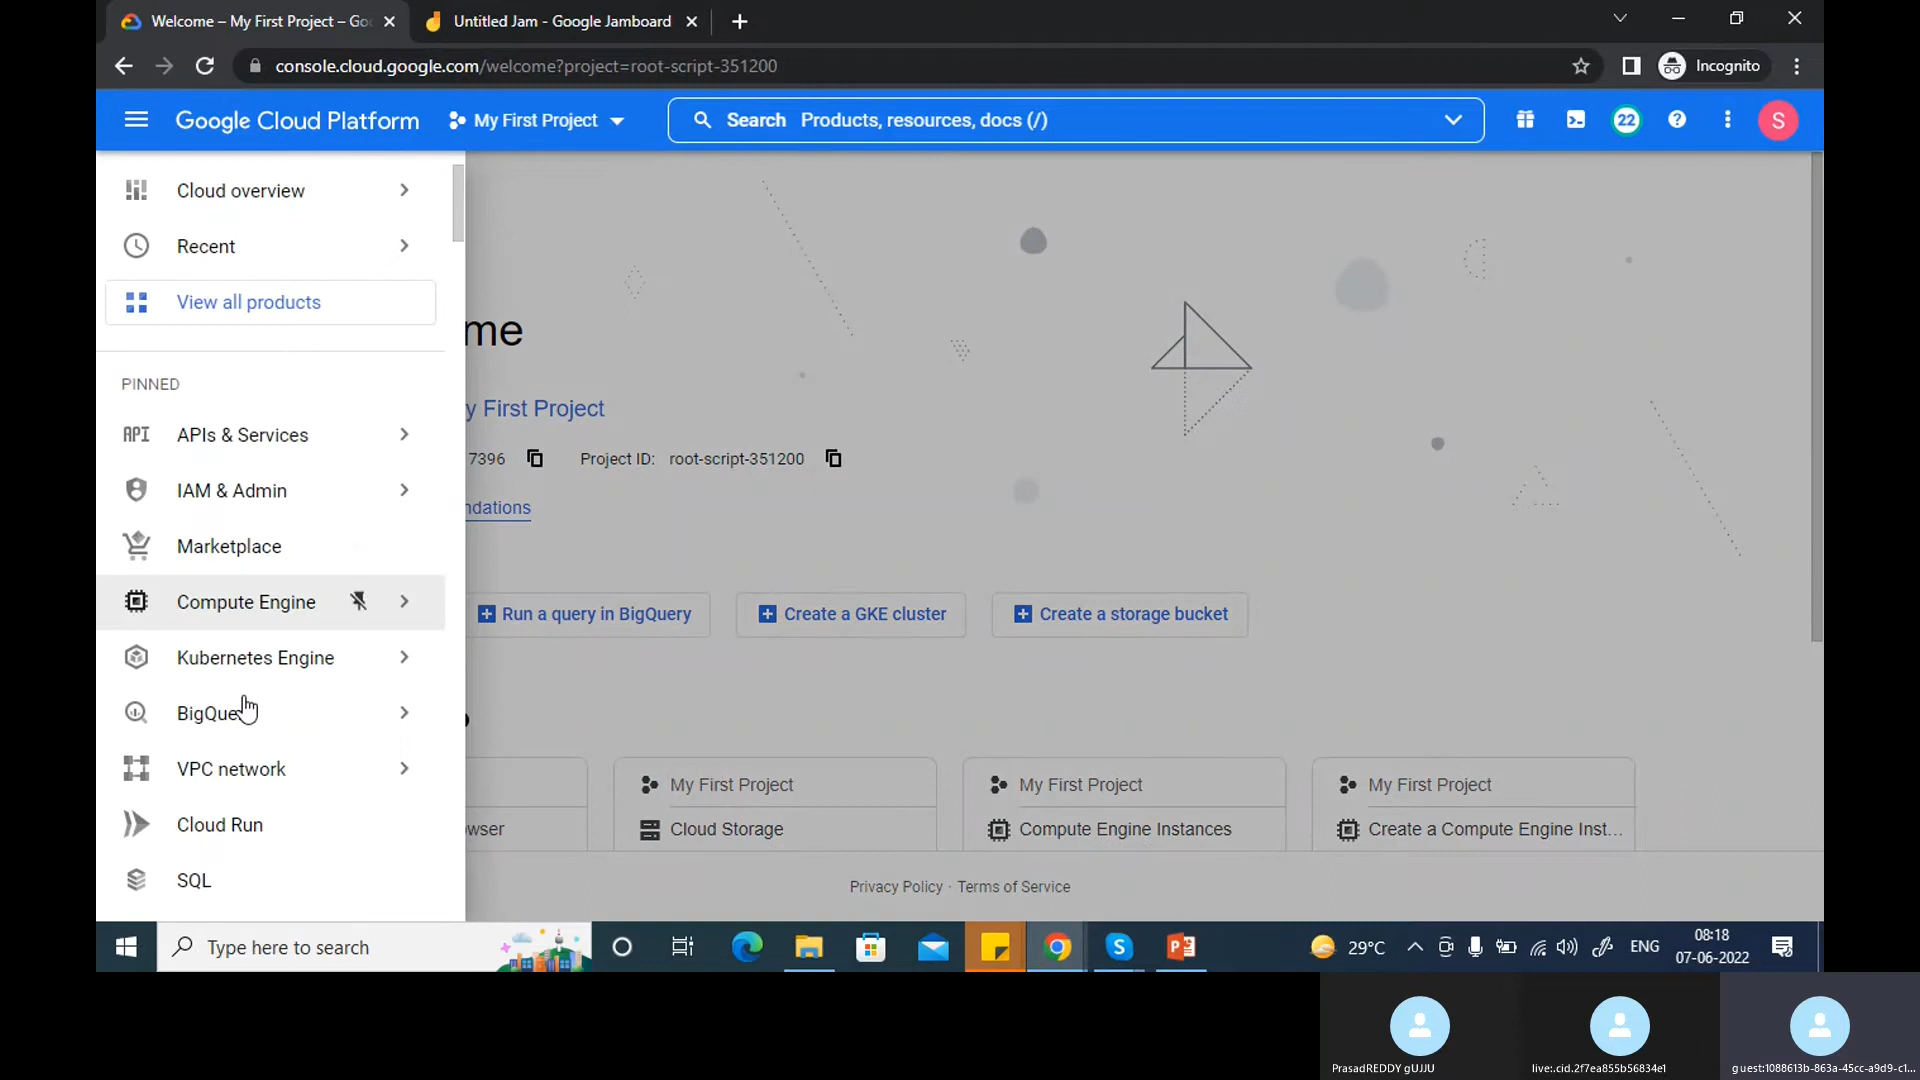 Welcome – My First Project – Goo
Untitled Jam - Google Jamboard
console.cloud.google.com/welcome?project=root-script-351200
Incognito
Google Cloud Platform
My First Project
Search Products, resources, docs (/)
22
S
Cloud overview
Recent
View all products
PINNED
API APIs & Services
IAM & Admin
Marketplace
Compute Engine
Kubernetes Engine
BigQue
VPC network
Cloud Run
SQL
me
y First Project
7396
Project ID: root-script-351200
ndations
Run a query in BigQuery
Create a GKE cluster
Create a storage bucket
My First Project
My First Project
My First Project
wser
Cloud Storage
Compute Engine Instances
Create a Compute Engine Inst...
Privacy Policy · Terms of Service
Type here to search
29°C
ENG
08:18
07-06-2022
PrasadREDDY gUJJU
live:.cid.2f7ea855b56834e1
guest:1088613b-863a-45cc-a9d9-c1...